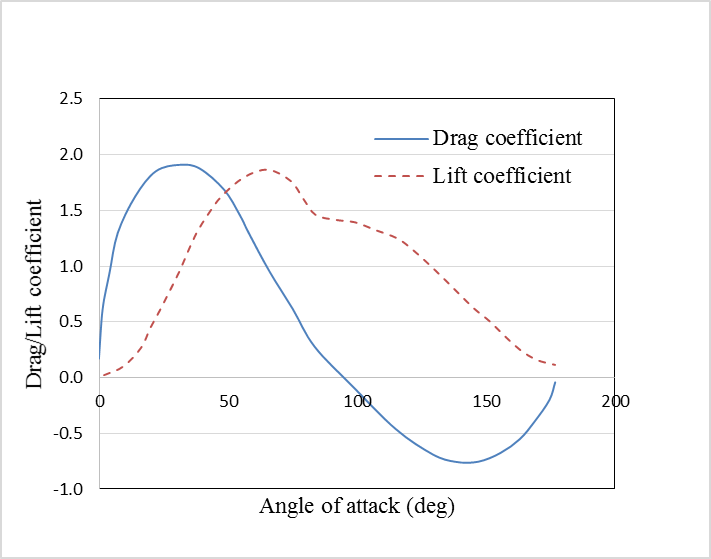 2.5
2.0
1.5
1.0
0.5
0.0
-0.5
-1.0
Drag/Lift coefficient
Drag coefficient
Lift coefficient
0 50 100 150 200
Angle of attack (deg)